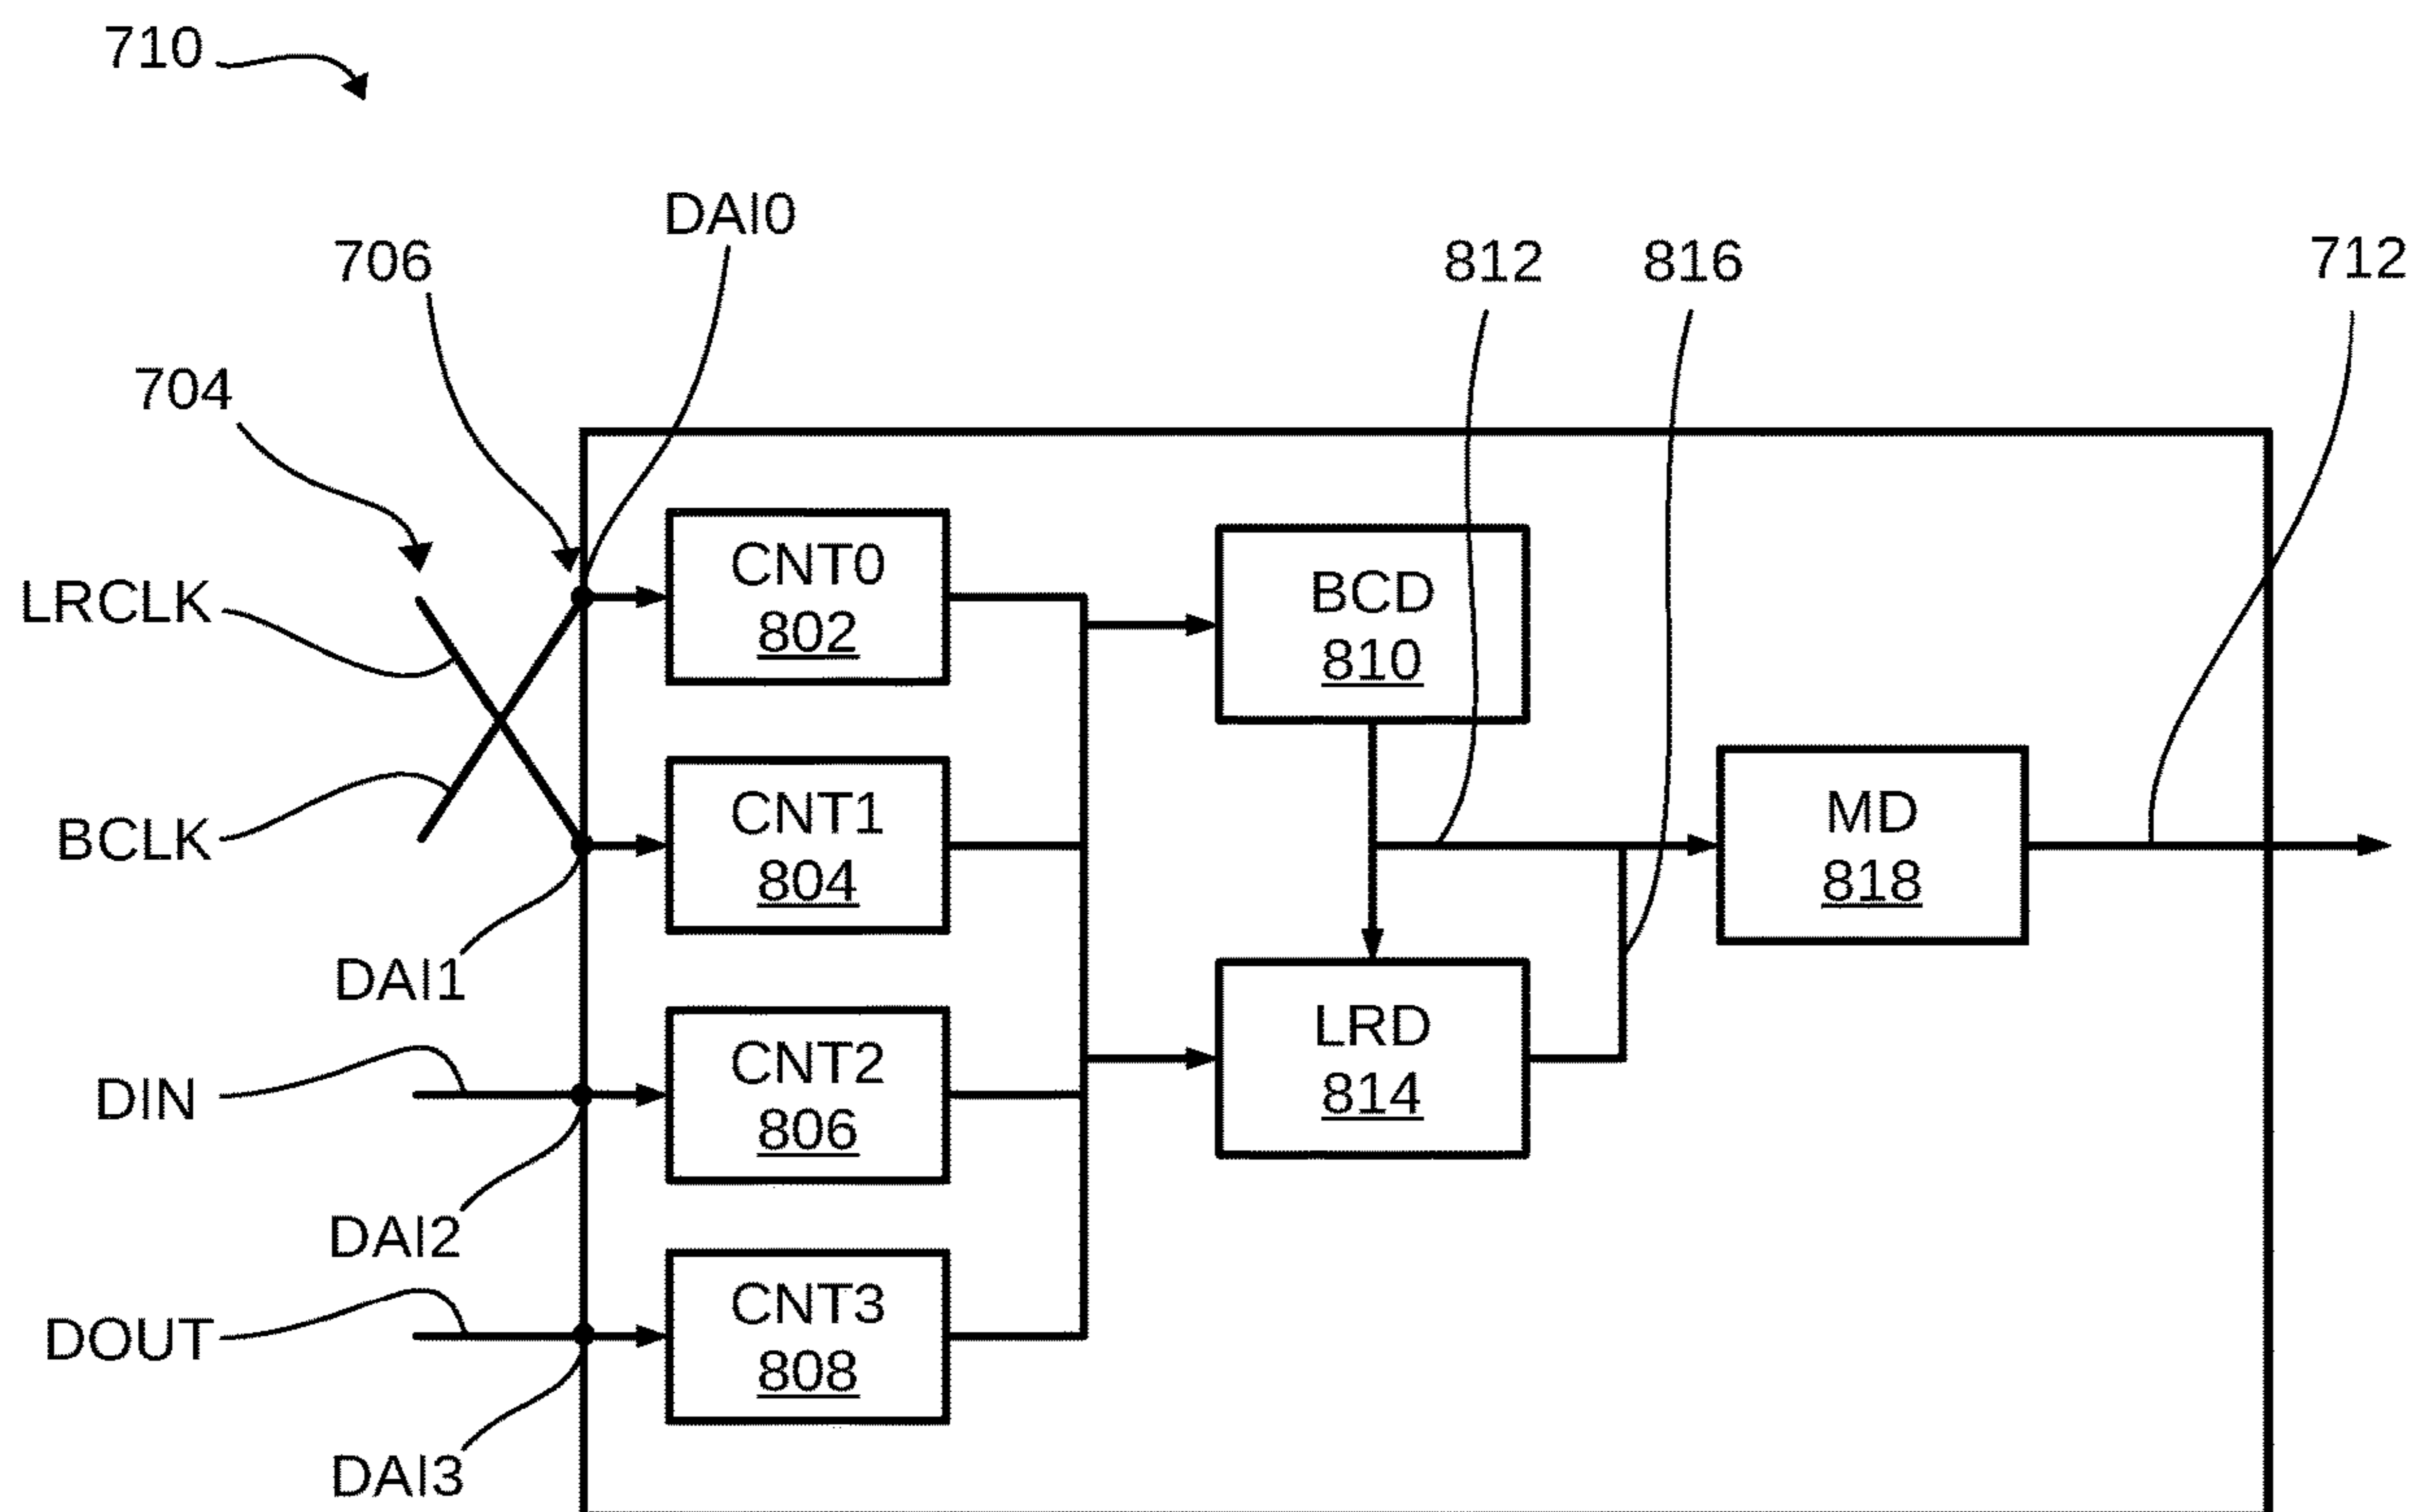 710
DAI0
706
812
816
712
704
LRCLK
CNT0
802
BCD
810
BCLK
CNT1
804
MD
818
DAI1
DIN
CNT2
806
LRD
814
DAI2
DOUT
CNT3
808
DAI3